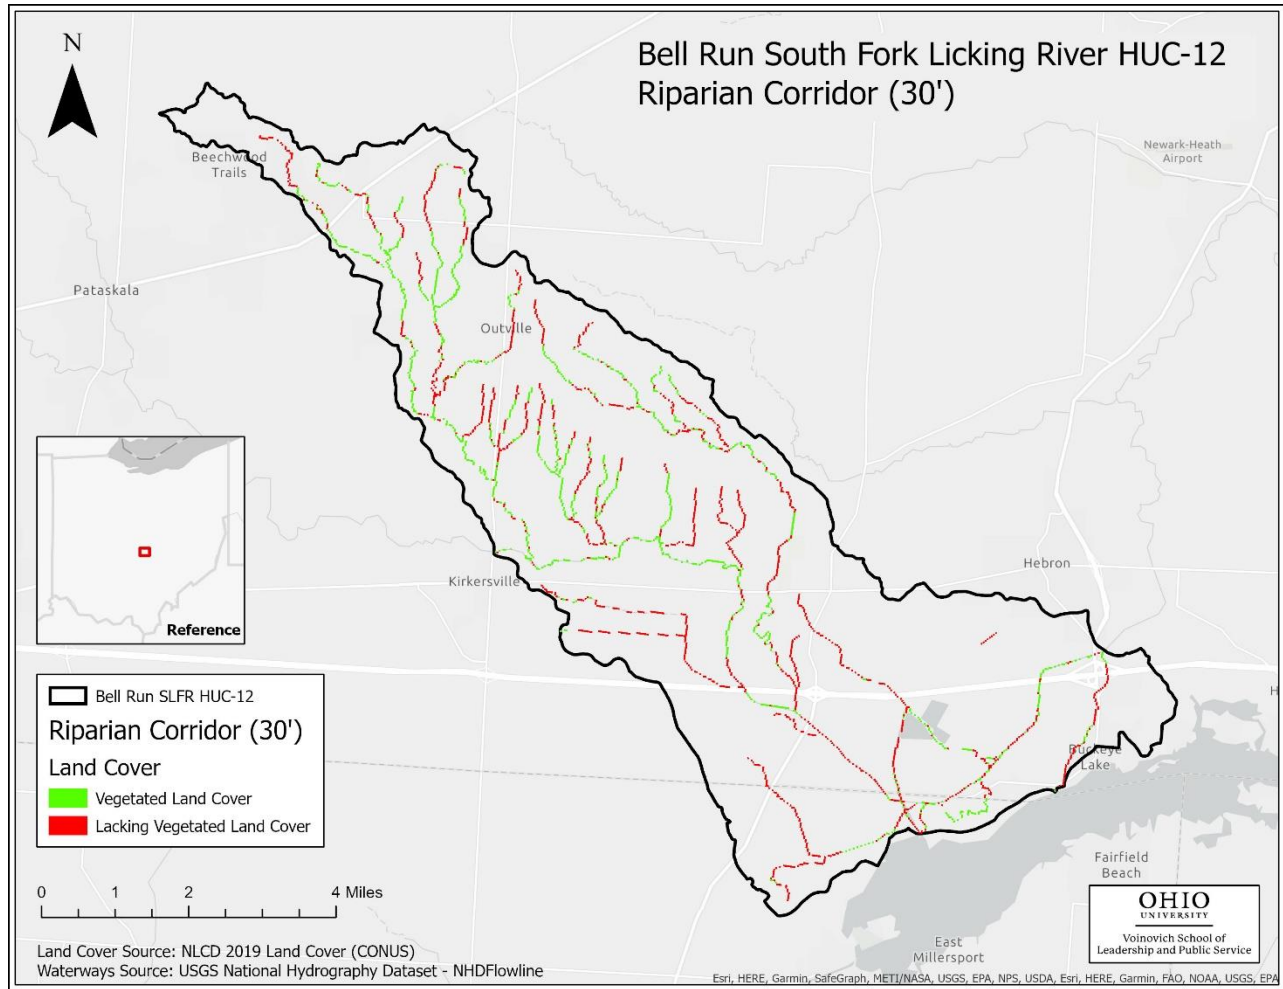 N
Bell Run South Fork Licking River HUC-12
Riparian Corridor (30')
Newark-Heath
Airport
Beechwood
Trails
Pataskala
Outville
Hebron
Kirkersville
Reference
Bell Run SLFR HUC-12
Riparian Corridor (30')
Land Cover
Vegetated Land Cover
Lacking Vegetated Land Cover
Buckeye
Lake
H
0 1 2 4 Miles
Fairfield
Beach
East
Millersport
OHIO
UNIVERSITY
Voinovich School of
Leadership and Public Service
Land Cover Source: NLCD 2019 Land Cover (CONUS)
Waterways Source: USGS National Hydrography Dataset - NHDFlowline
Esri, HERE, Garmin, SafeGraph, METI/NASA, USGS, EPA, NPS, USDA, Esri, HERE, Garmin, FAO, NOAA, USGS, EPA